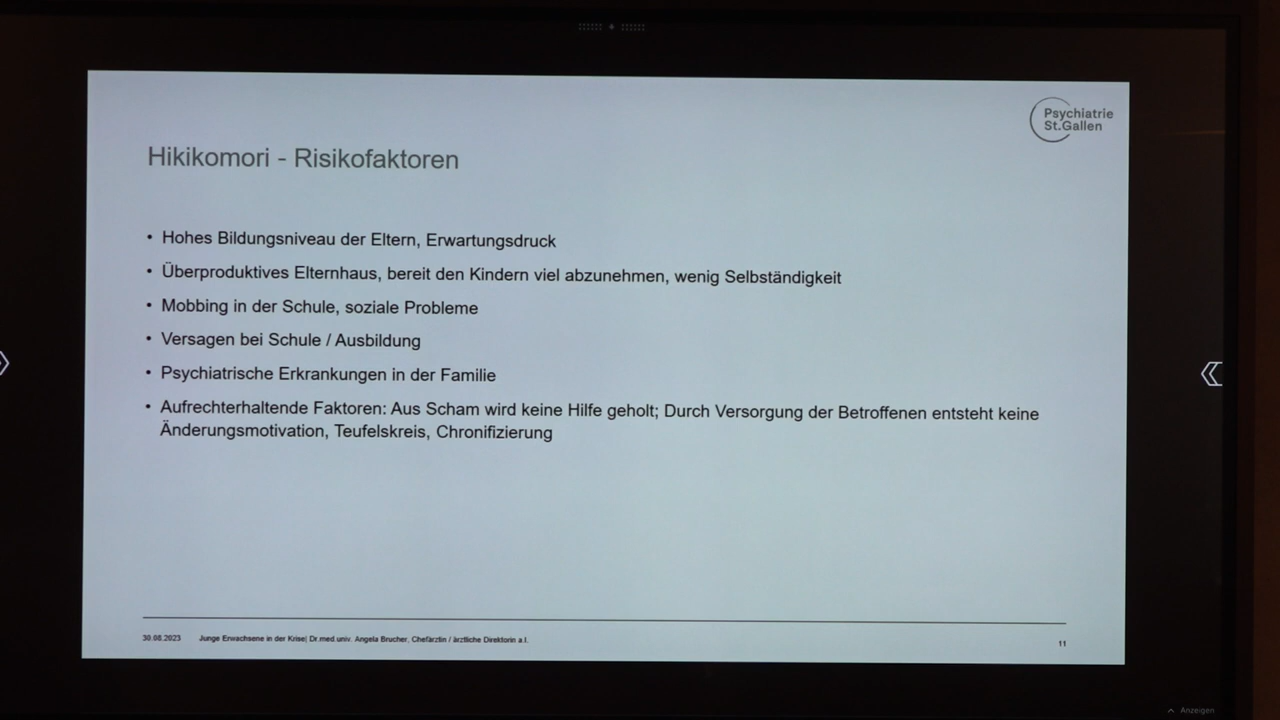 Psychiatrie
St.Gallen
Hikikomori - Risikofaktoren
• Hohes Bildungsniveau der Eltern, Erwartungsdruck
• Überproduktives Elternhaus, bereit den Kindern viel abzunehmen, wenig Selbständigkeit
• Mobbing in der Schule, soziale Probleme
• Versagen bei Schule / Ausbildung
• Psychiatrische Erkrankungen in der Familie
• Aufrechterhaltende Faktoren: Aus Scham wird keine Hilfe geholt; Durch Versorgung der Betroffenen entsteht keine
Änderungsmotivation, Teufelskreis, Chronifizierung
30.08.2023 Junge Erwachsene in der Krise| Dr.med.univ. Angela Brucher, Chefärztin / ärztliche Direktorin a.I. 11
Anzeigen